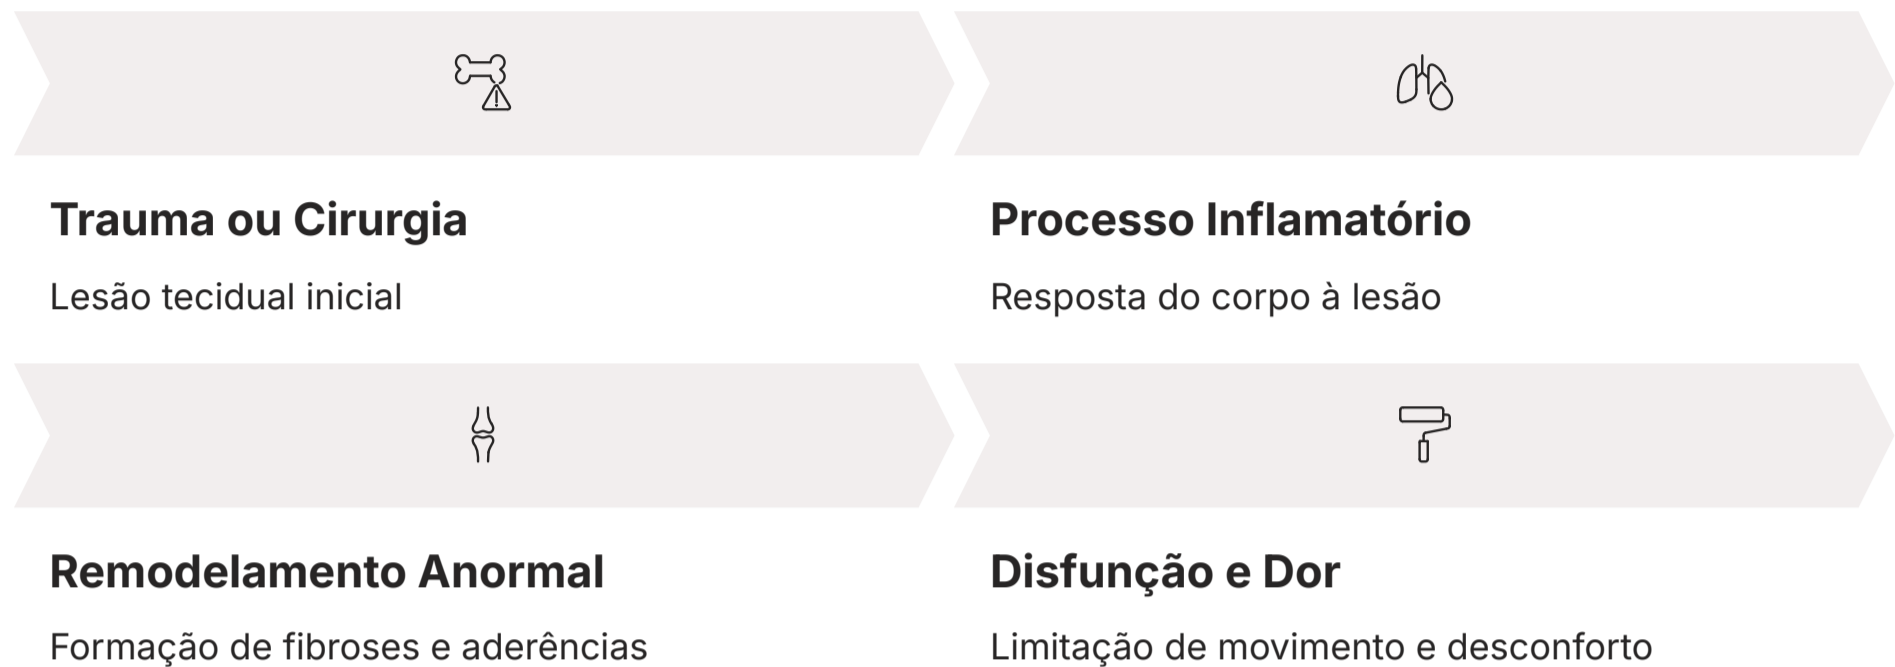 Trauma ou Cirurgia
Lesão tecidual inicial
Processo Inflamatório
Resposta do corpo à lesão
Remodelamento Anormal
Formação de fibroses e aderências
Disfunção e Dor
Limitação de movimento e desconforto